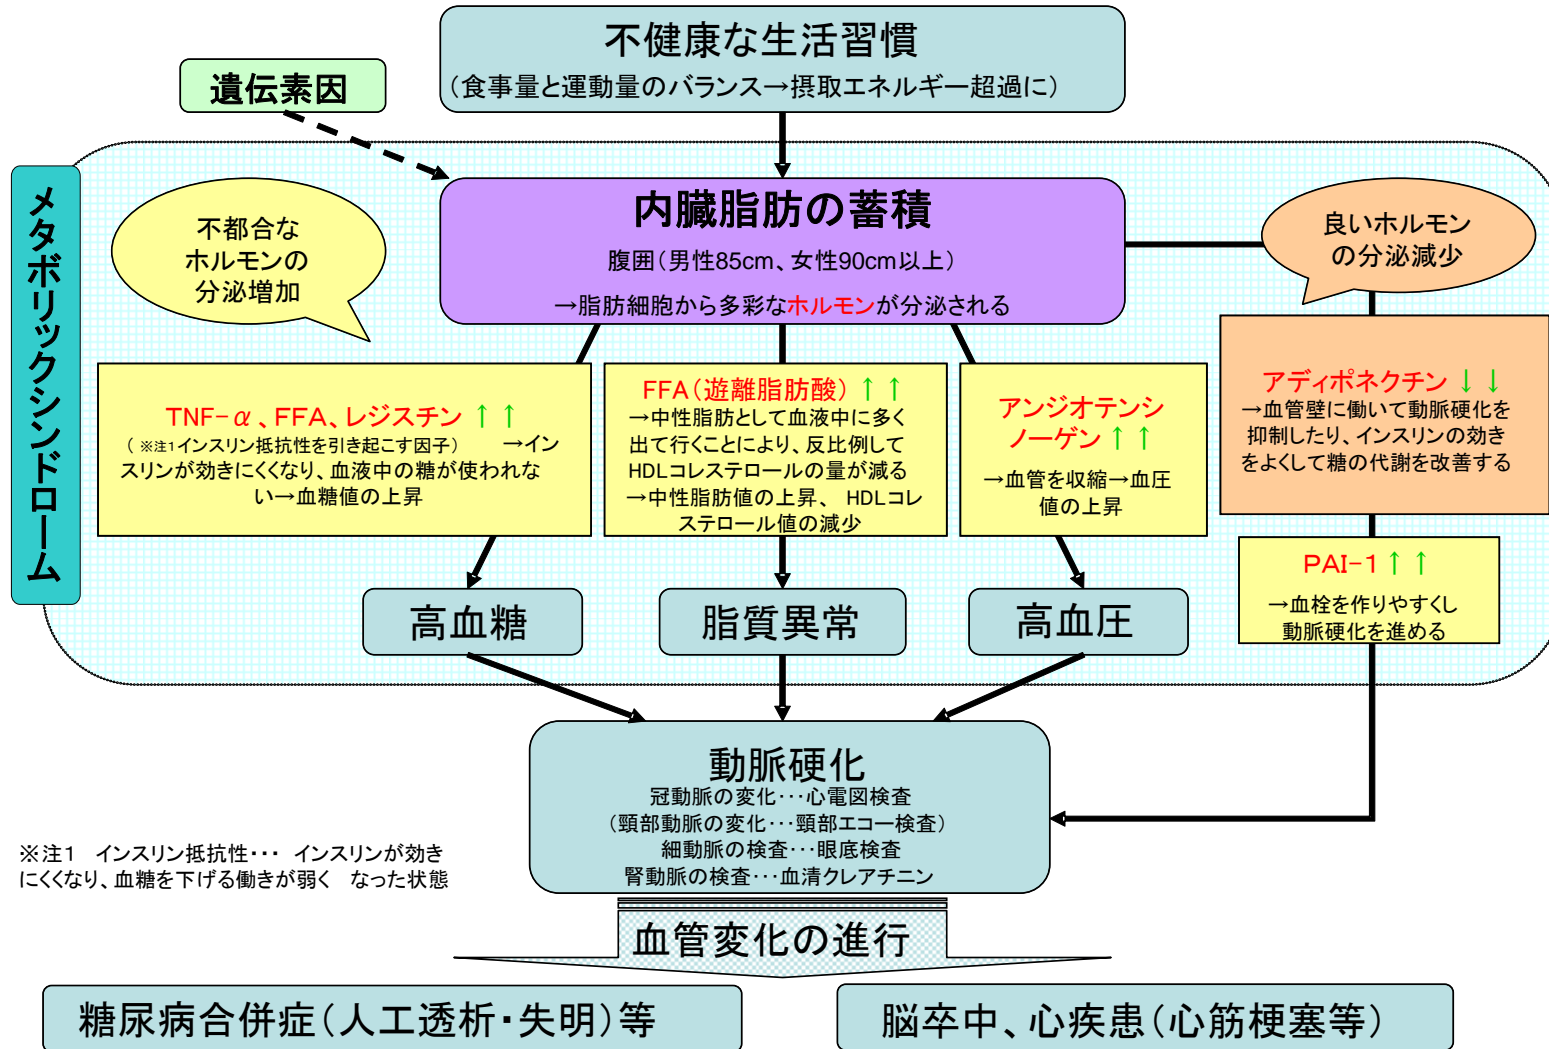 不健康な生活習慣
(食事量と運動量のバランス→摂取エネルギー超過に)
遺伝素因
メタボリックシンドローム
内臓脂肪の蓄積
腹囲(男性85cm、女性90cm以上)
→脂肪細胞から多彩なホルモンが分泌される
不都合な
ホルモンの
分泌増加
良いホルモン
の分泌減少
TNF-α、FFA、レジスチン ↑ ↑
( ※注1インスリン抵抗性を引き起こす因子) →イン
スリンが効きにくくなり、血液中の糖が使われな
い→血糖値の上昇
FFA(遊離脂肪酸) ↑ ↑
→中性脂肪として血液中に多く
出て行くことにより、反比例して
HDLコレステロールの量が減る
→中性脂肪値の上昇、 HDLコレ
ステロール値の減少
アンジオテンシ
ノーゲン ↑ ↑
→血管を収縮→血圧
値の上昇
アディポネクチン ↓ ↓
→血管壁に働いて動脈硬化を
抑制したり、インスリンの効き
をよくして糖の代謝を改善する
PAI-1 ↑ ↑
→血栓を作りやすくし
動脈硬化を進める
高血糖
脂質異常
高血圧
動脈硬化
冠動脈の変化･･･心電図検査
(頸部動脈の変化･･･頸部エコー検査)
細動脈の検査･･･眼底検査
腎動脈の検査･･･血清クレアチニン
※注1 インスリン抵抗性･･･ インスリンが効き
にくくなり、血糖を下げる働きが弱く なった状態
血管変化の進行
糖尿病合併症(人工透析・失明)等
脳卒中、心疾患(心筋梗塞等)